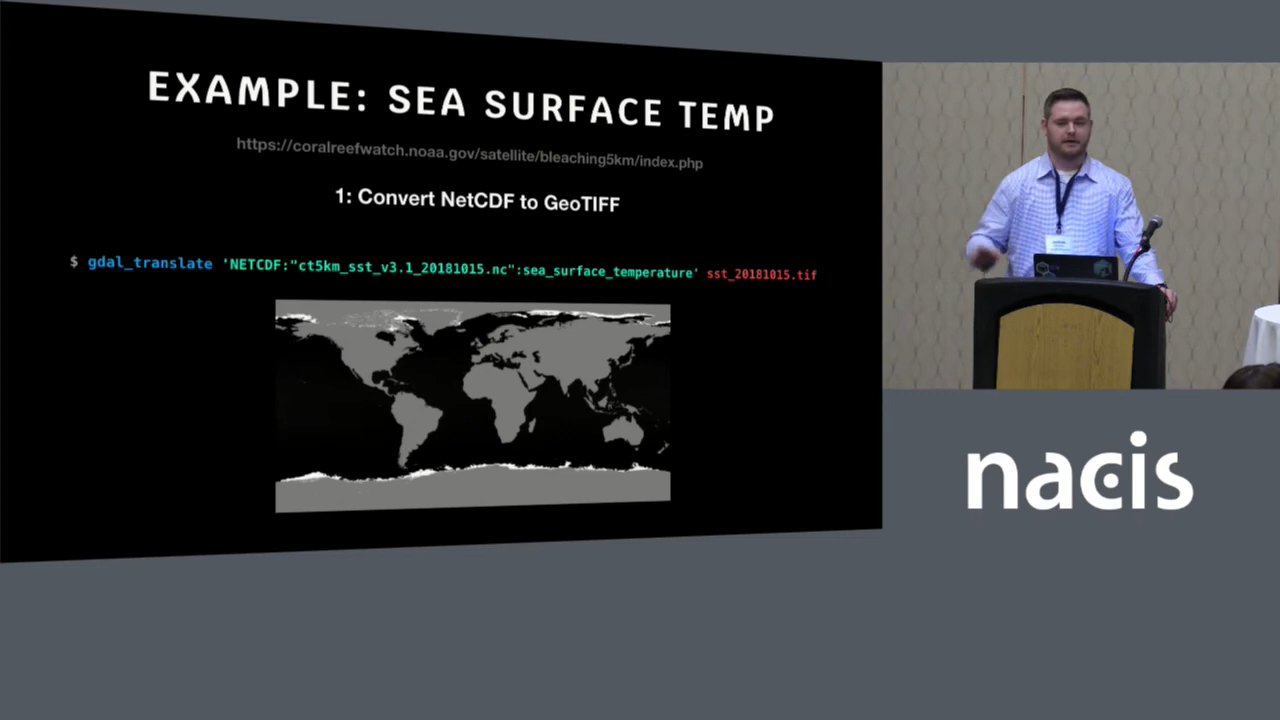 EXAMPLE: SEA SURFACE TEMP
https://coralreefwatch.noaa.gov/satellite/bleaching5km/index.php
1: Convert NetCDF to GeoTIFF
$ gdal_translate 'NETCDF:"ct5km_sst_v3.1_20181015.nc":sea_surface_temperature' sst_20181015.tif
nacis